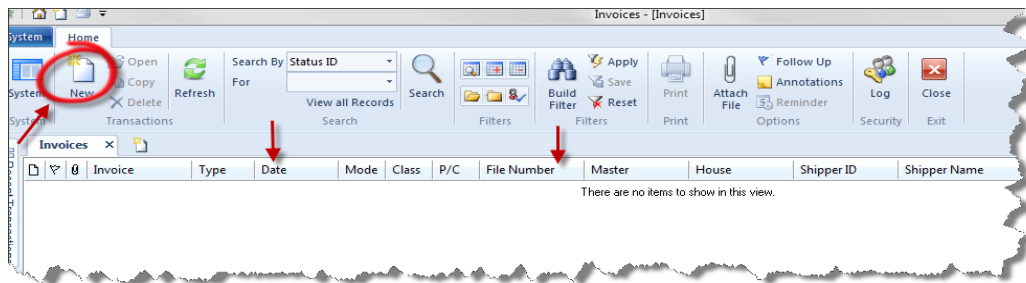 Invoices - [Invoices]
System Home
System
New
Open
Copy
Delete
Refresh
Search By Status ID
For
View all Records
Search
Build Filter
Apply
Save
Reset
Print
Attach File
Follow Up
Annotations
Reminder
Log
Close
System Transactions Search Filters Filters Print Options Security Exit
Invoices
Invoice Type Date Mode Class P/C File Number Master House Shipper ID Shipper Name
There are no items to show in this view.
Recent Transactions